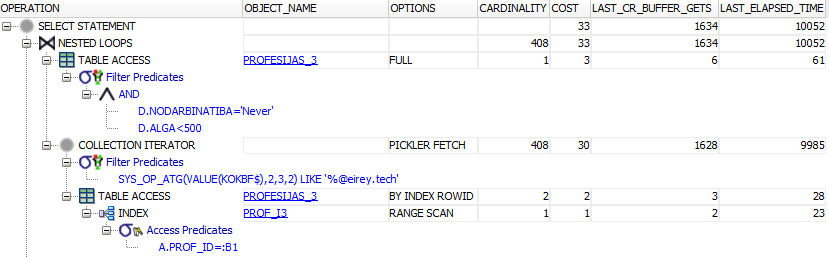 OPERATION OBJECT_NAME OPTIONS CARDINALITY COST LAST_CR_BUFFER_GETS LAST_ELAPSED_TIME
SELECT STATEMENT 33 1634 10052
NESTED LOOPS 408 33 1634 10052
TABLE ACCESS PROFESIJAS_3 FULL 1 3 6 61
Filter Predicates
AND
D.NODARBINATIBA='Never'
D.ALGA<500
COLLECTION ITERATOR PICKLER FETCH 408 30 1628 9985
Filter Predicates
SYS_OP_ATG(VALUE(KOKBF$),2,3,2) LIKE '%@eirey.tech'
TABLE ACCESS PROFESIJAS_3 BY INDEX ROWID 2 2 3 28
INDEX PROF_I3 RANGE SCAN 1 1 2 23
Access Predicates
A.PROF_ID=:B1